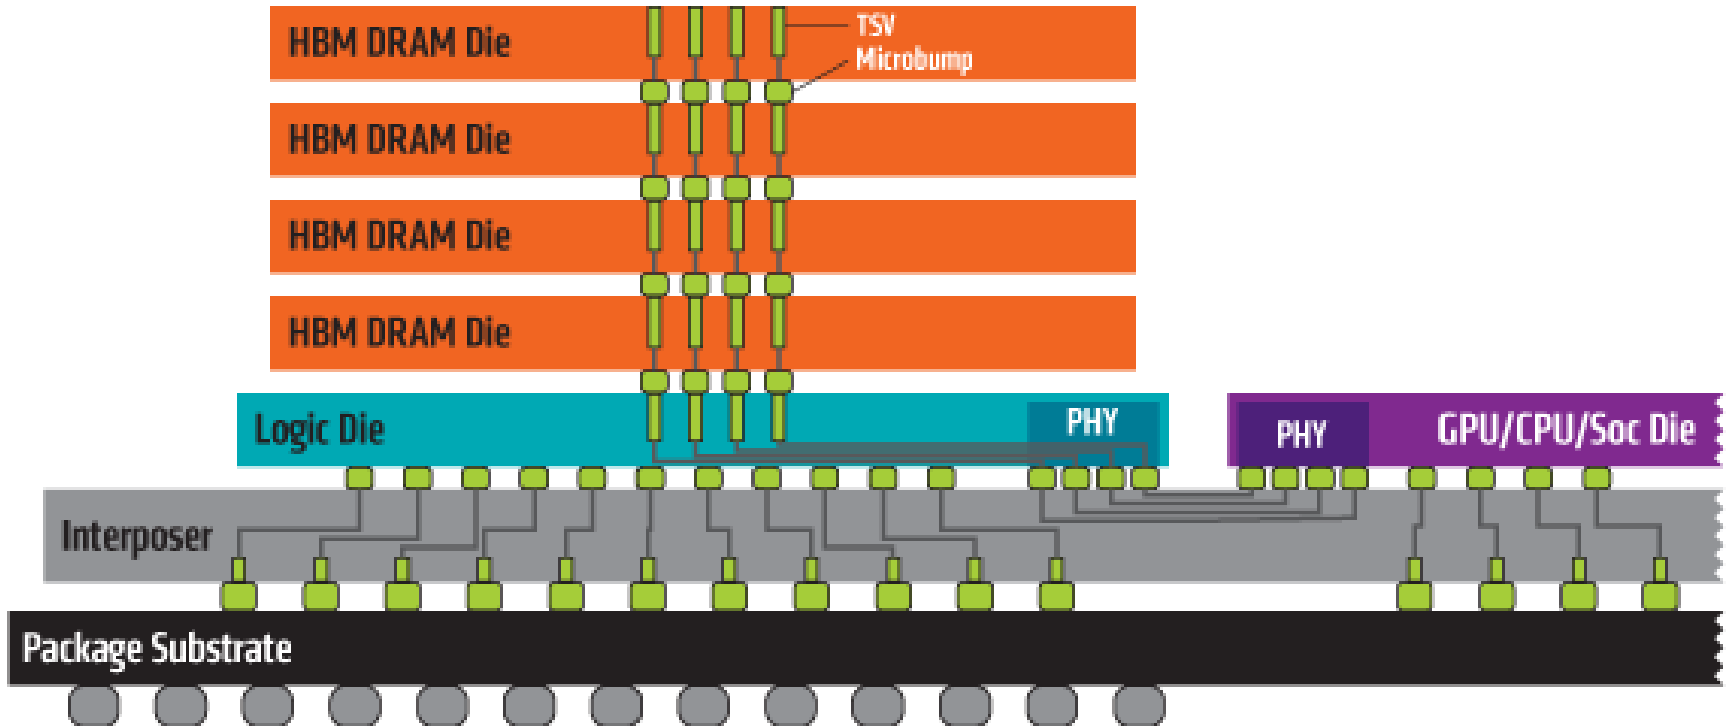 HBM DRAM Die
TSV
Microbump
HBM DRAM Die
HBM DRAM Die
HBM DRAM Die
Logic Die
PHY
PHY
GPU/CPU/Soc Die
Interposer
Package Substrate